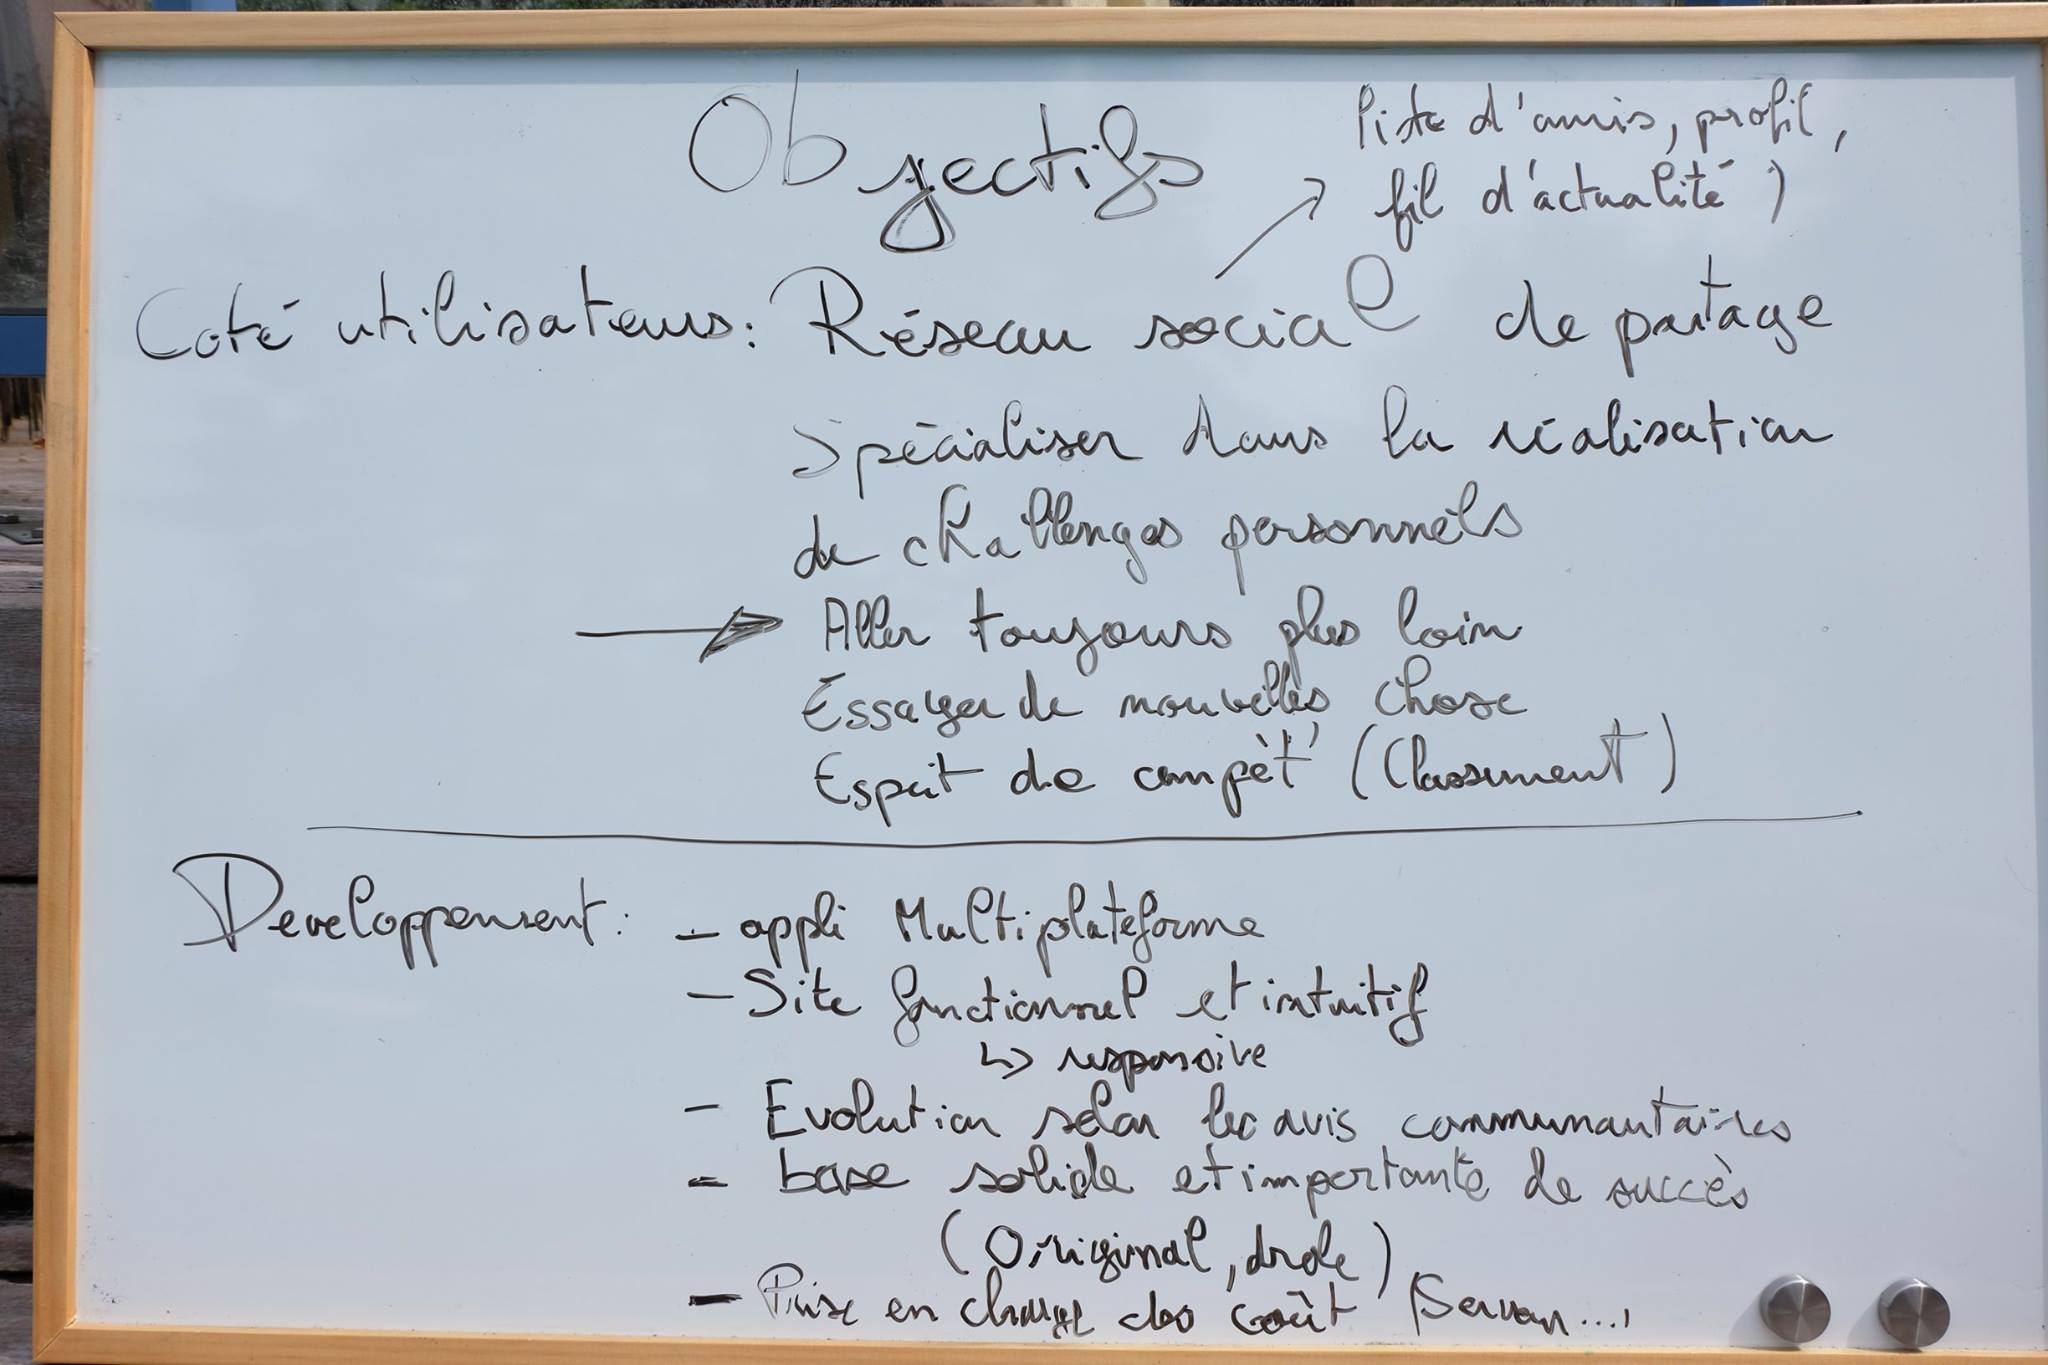 Objectifs
liste d'amis, profil,
fil d'actualité )
Coté utilisateurs: Réseau social de partage
Spécialiser dans la réalisation
de challenges personnels
Aller toujours plus loin
Essayer de nouvelles chose
Esprit de compèt' (Classement)
Developpement: - appli Multiplateforme
- Site fonctionnel et intuitif
↳ responsive
- Evolution selon les avis communautaires
- base solide et importante de succès
(Original, drole)
- Prise en charge des coût (Serveur...)